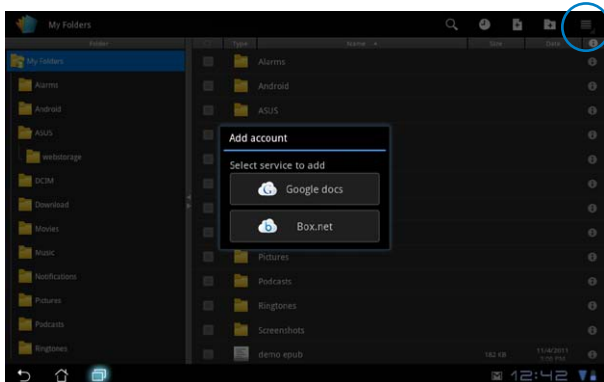 My Folders
Folder Type Name Size Date
My Folders
Alarms
Android
ASUS
webstorage
DCIM
Download
Movies
Music
Notifications
Pictures
Podcasts
Ringtones
Alarms
Android
ASUS
Add account
Select service to add
Google docs
Box.net
Pictures
Podcasts
Ringtones
Screenshots
demo epub 182 KB 11/4/2011
12:42